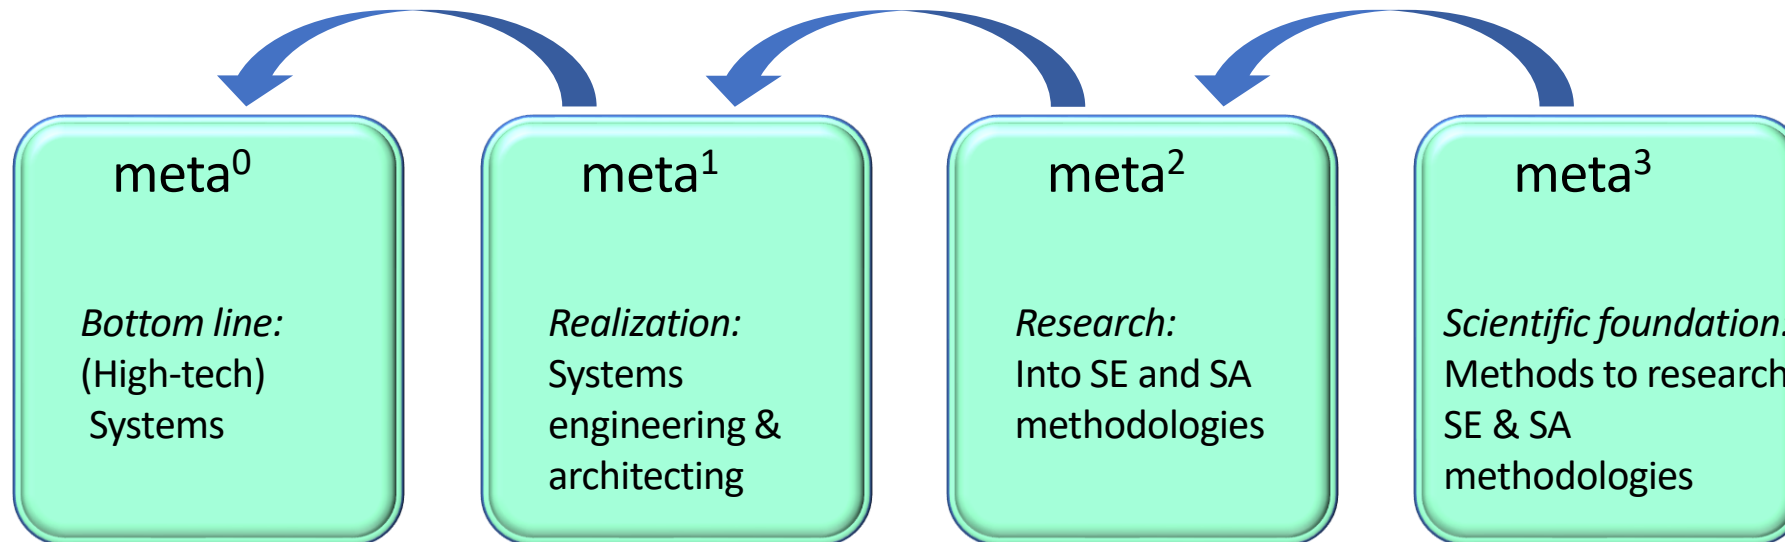 meta⁰
Bottom line:
(High-tech)
Systems
meta¹
Realization:
Systems
engineering &
architecting
meta²
Research:
Into SE and SA
methodologies
meta³
Scientific foundation:
Methods to research
SE & SA
methodologies